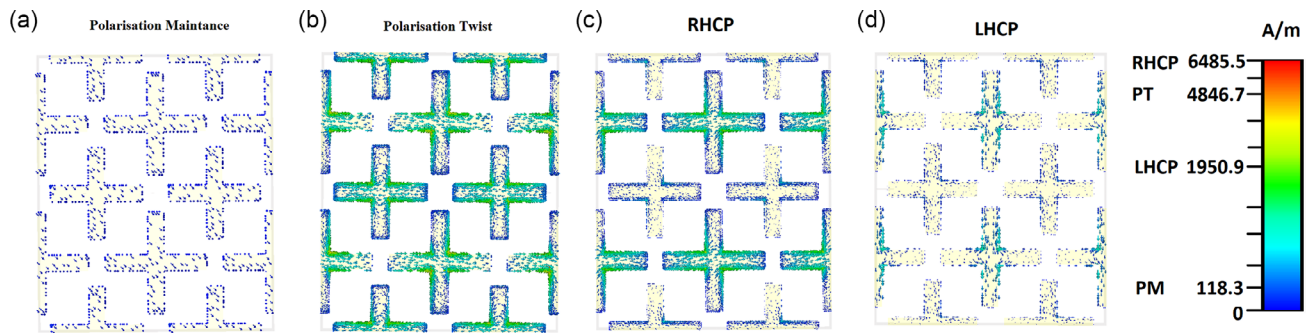 (a) Polarisation Maintance
(b) Polarisation Twist
(c) RHCP
(d) LHCP
A/m
RHCP 6485.5
PT 4846.7
LHCP 1950.9
PM 118.3
0